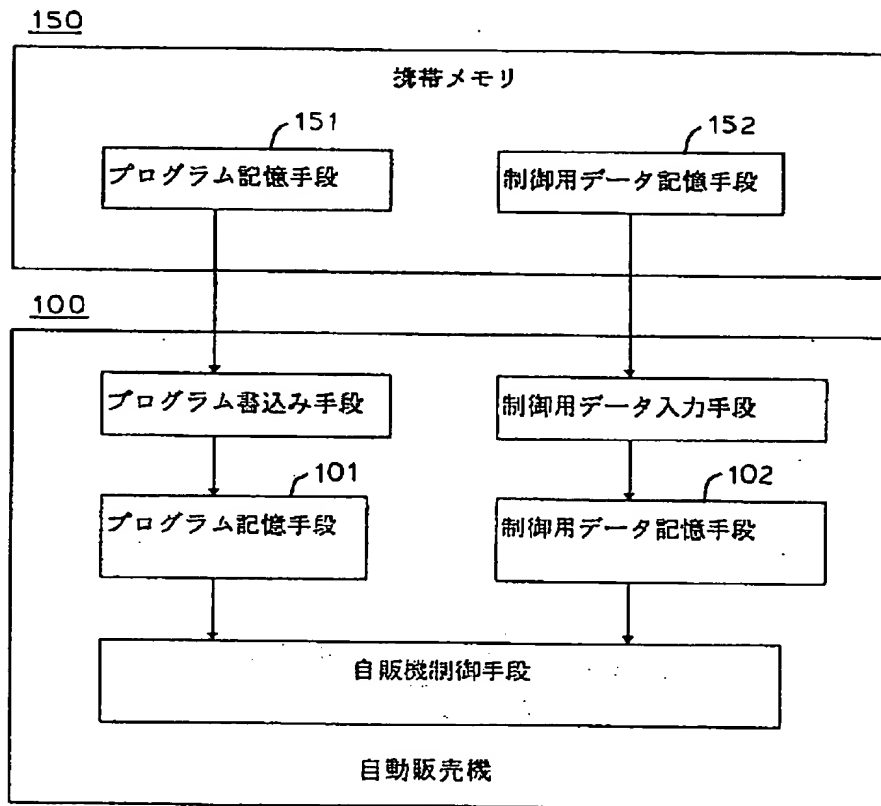 150
携帯メモリ
151
152
プログラム記憶手段
制御用データ記憶手段
100
プログラム書込み手段
制御用データ入力手段
101
102
プログラム記憶手段
制御用データ記憶手段
自販機制御手段
自動販売機